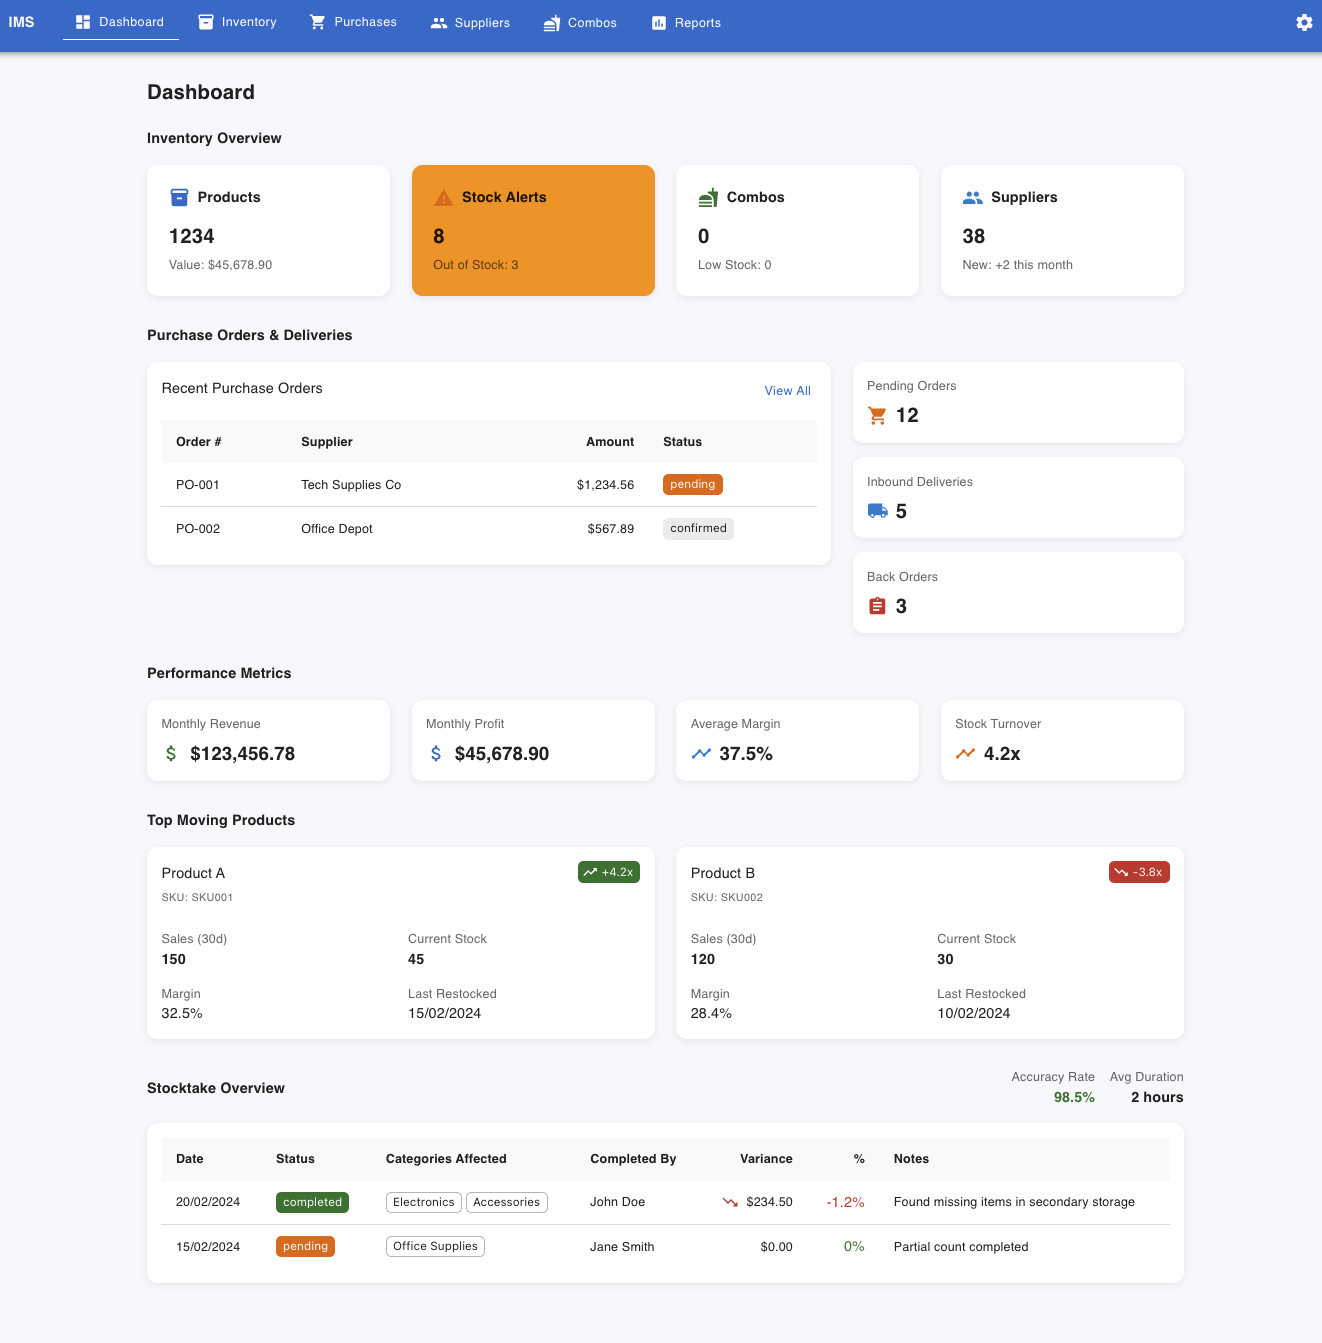 IMS Dashboard Inventory Purchases Suppliers Combos Reports
Dashboard
Inventory Overview
Products
1234
Value: $45,678.90
Stock Alerts
8
Out of Stock: 3
Combos
0
Low Stock: 0
Suppliers
38
New: +2 this month
Purchase Orders & Deliveries
Recent Purchase Orders View All
Order # Supplier Amount Status
PO-001 Tech Supplies Co $1,234.56 pending
PO-002 Office Depot $567.89 confirmed
Pending Orders
12
Inbound Deliveries
5
Back Orders
3
Performance Metrics
Monthly Revenue
$ $123,456.78
Monthly Profit
$ $45,678.90
Average Margin
37.5%
Stock Turnover
4.2x
Top Moving Products
Product A +4.2x
SKU: SKU001
Sales (30d) Current Stock
150 45
Margin Last Restocked
32.5% 15/02/2024
Product B -3.8x
SKU: SKU002
Sales (30d) Current Stock
120 30
Margin Last Restocked
28.4% 10/02/2024
Stocktake Overview
Accuracy Rate Avg Duration
98.5% 2 hours
Date Status Categories Affected Completed By Variance % Notes
20/02/2024 completed Electronics Accessories John Doe $234.50 -1.2% Found missing items in secondary storage
15/02/2024 pending Office Supplies Jane Smith $0.00 0% Partial count completed